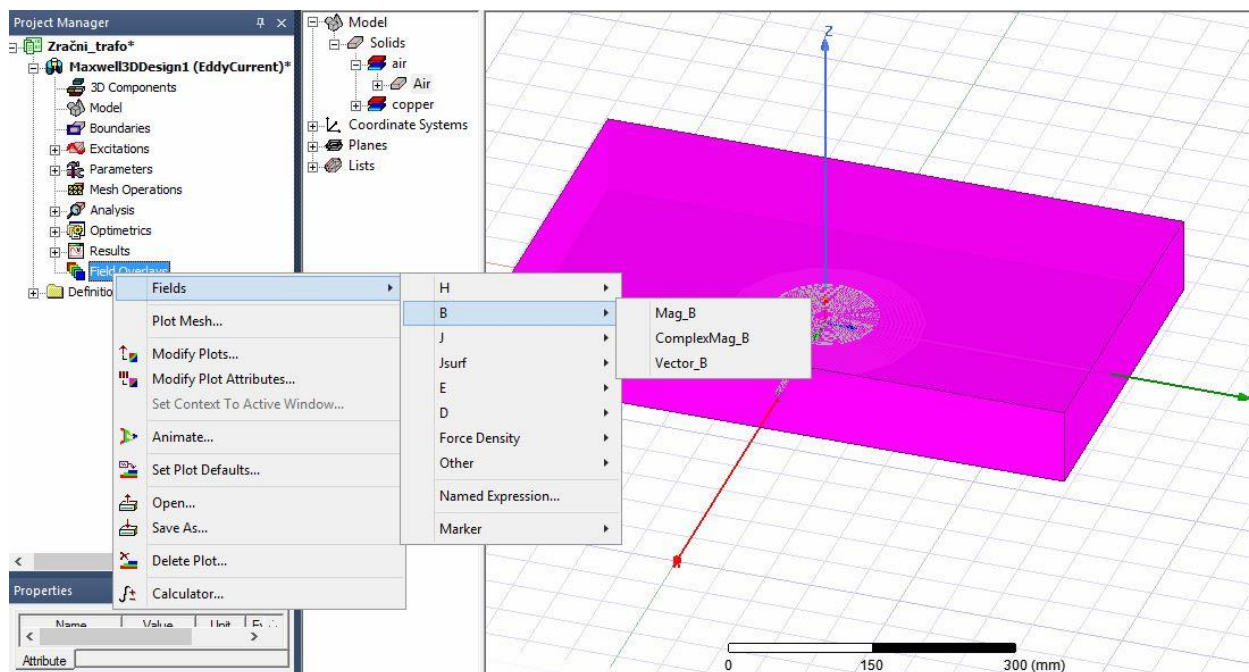 Project Manager
Zračni_trafo*
Maxwell3DDesign1 (EddyCurrent)*
3D Components
Model
Boundaries
Excitations
Parameters
Mesh Operations
Analysis
Optimetrics
Results
Field Overlays
Model
Solids
air
Air
copper
Coordinate Systems
Planes
Lists
Fields
Plot Mesh...
Modify Plots...
Modify Plot Attributes...
Set Context To Active Window...
Animate...
Set Plot Defaults...
Open...
Save As...
Delete Plot...
Calculator...
H
B
J
Jsurf
E
D
Force Density
Other
Named Expression...
Marker
Mag_B
ComplexMag_B
Vector_B
Z
Properties
Name Value Unit
Attribute
0 150 300 (mm)